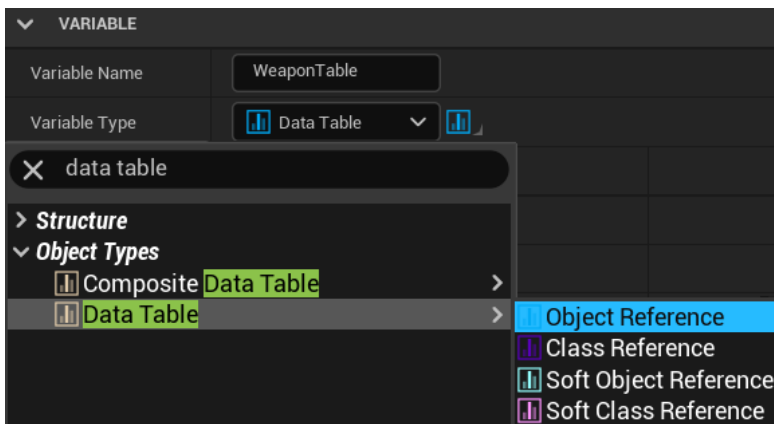 VARIABLE
Variable Name WeaponTable
Variable Type Data Table
data table
Structure
Object Types
Composite Data Table
Data Table
Object Reference
Class Reference
Soft Object Reference
Soft Class Reference